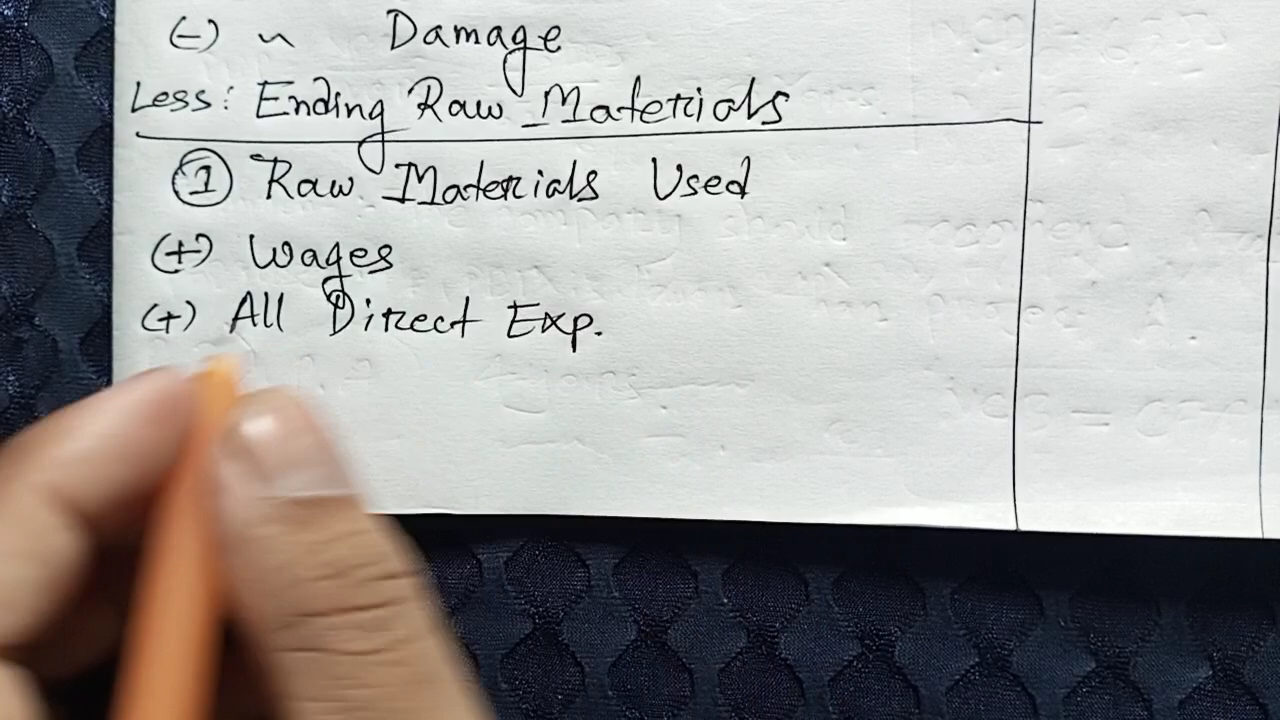 (-) " Damage
Less: Ending Raw Materials
① Raw Materials Used
(+) Wages
(+) All Direct Exp.